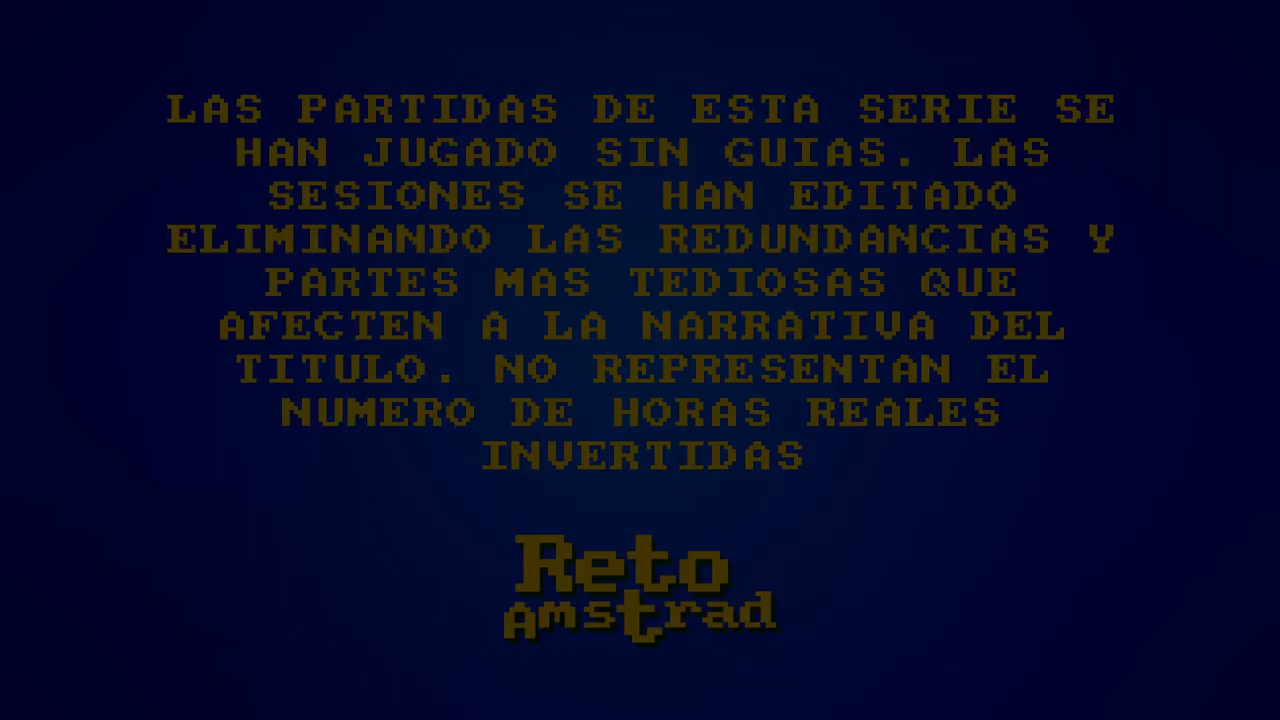 LAS PARTIDAS DE ESTA SERIE SE
HAN JUGADO SIN GUIAS. LAS
SESIONES SE HAN EDITADO
ELIMINANDO LAS REDUNDANCIAS Y
PARTES MAS TEDIOSAS QUE
AFECTEN A LA NARRATIVA DEL
TITULO. NO REPRESENTAN EL
NUMERO DE HORAS REALES
INVERTIDAS
Reto
Amstrad